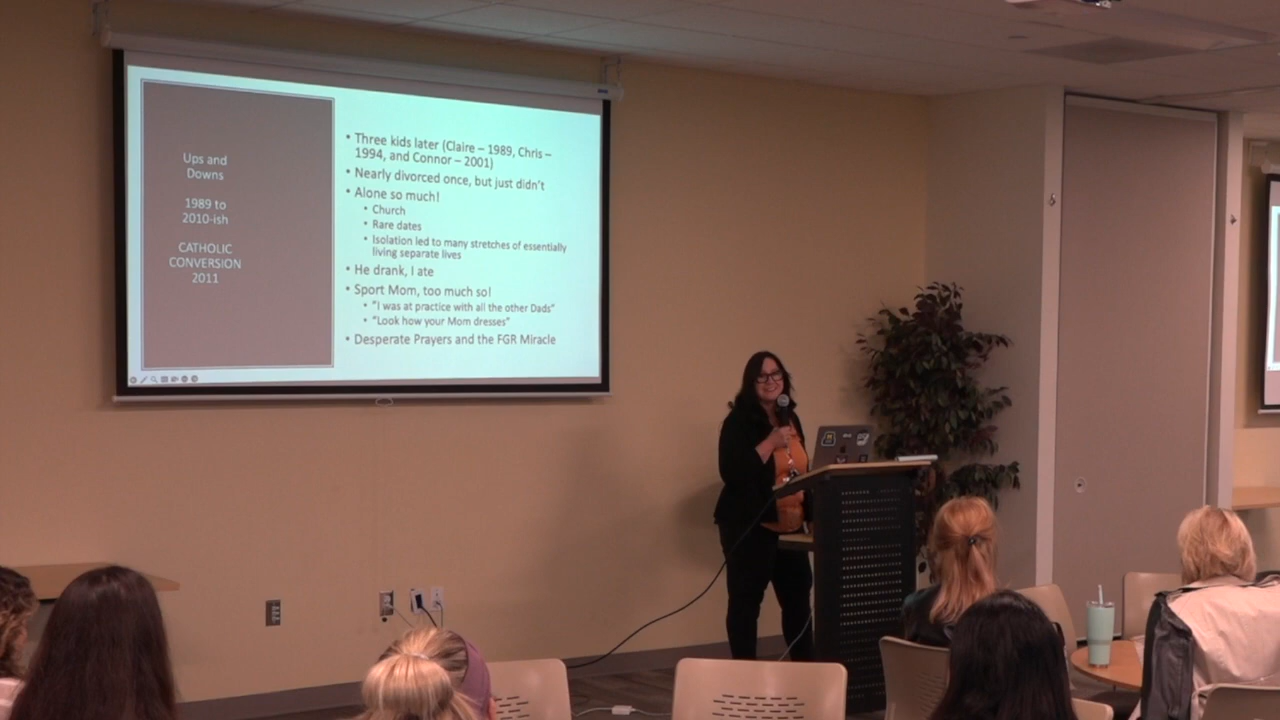 Ups and
Downs
1989 to
2010-ish
CATHOLIC
CONVERSION
2011
• Three kids later (Claire – 1989, Chris –
1994, and Connor – 2001)
• Nearly divorced once, but just didn't
• Alone so much!
• Church
• Rare dates
• Isolation led to many stretches of essentially
living separate lives
• He drank, I ate
• Sport Mom, too much so!
• "I was at practice with all the other Dads"
• "Look how your Mom dresses"
• Desperate Prayers and the FGR Miracle